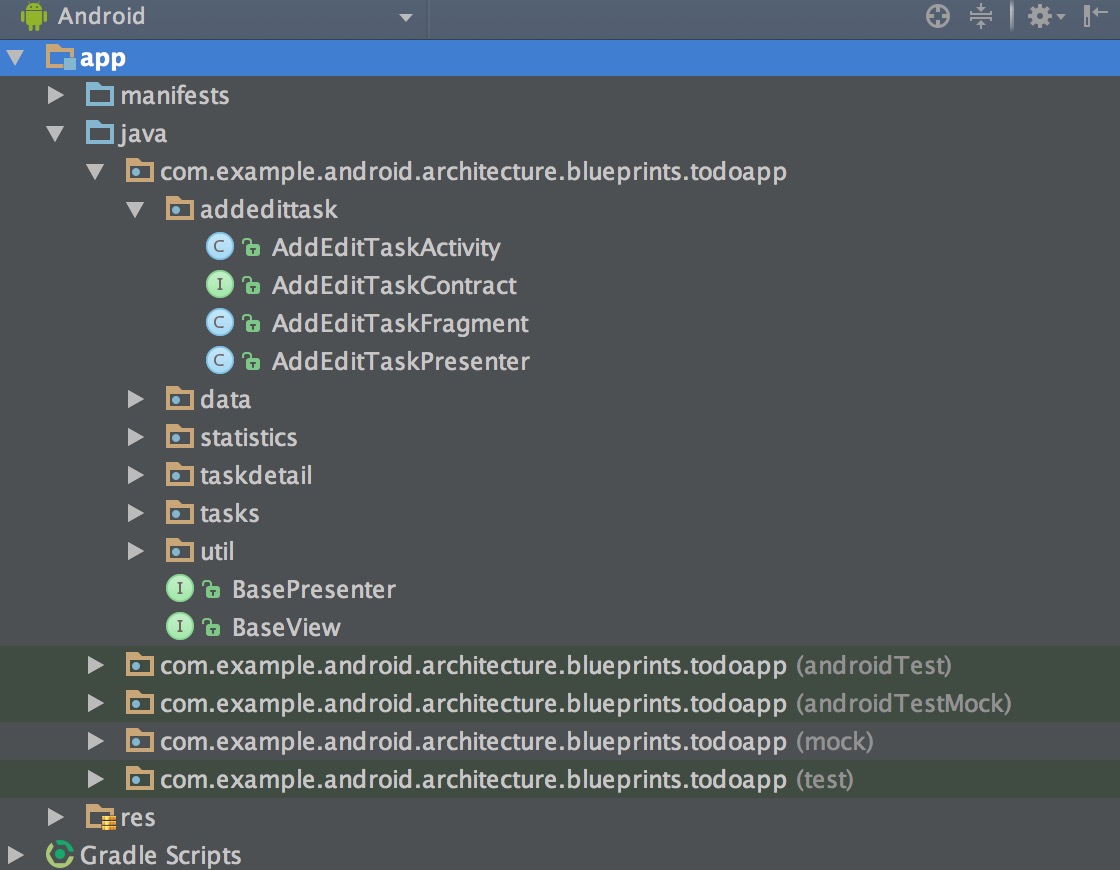 Android
app
manifests
java
com.example.android.architecture.blueprints.todoapp
addedittask
C AddEditTaskActivity
I AddEditTaskContract
C AddEditTaskFragment
C AddEditTaskPresenter
data
statistics
taskdetail
tasks
util
I BasePresenter
I BaseView
com.example.android.architecture.blueprints.todoapp (androidTest)
com.example.android.architecture.blueprints.todoapp (androidTestMock)
com.example.android.architecture.blueprints.todoapp (mock)
com.example.android.architecture.blueprints.todoapp (test)
res
Gradle Scripts